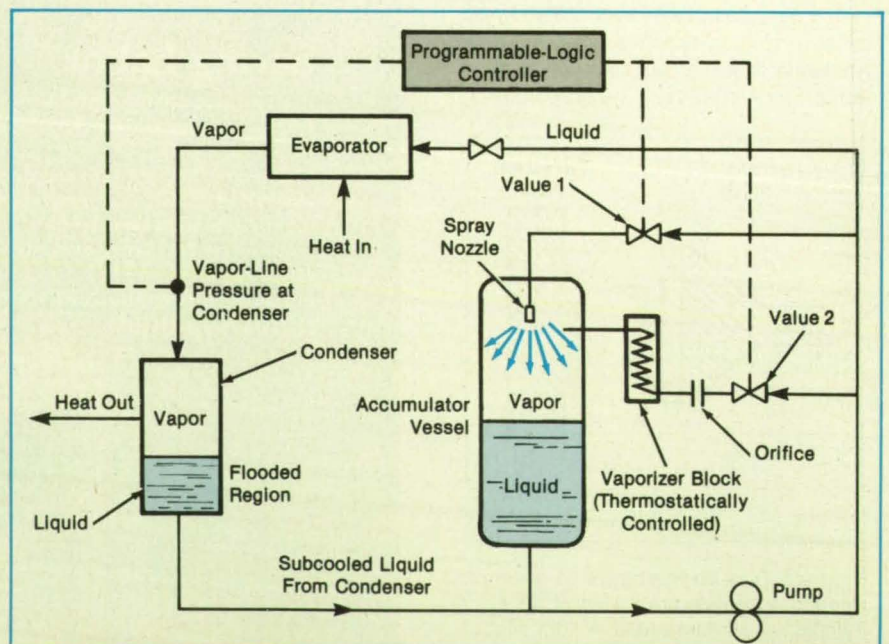 Programmable-Logic
Controller
Vapor
Evaporator
Liquid
Value 1
Heat In
Spray
Nozzle
Vapor-Line
Pressure at
Condenser
Value 2
Condenser
Heat Out
Vapor
Accumulator
Vessel
Vapor
Orifice
Flooded
Region
Liquid
Liquid
Vaporizer Block
(Thermostatically
Controlled)
Subcooled Liquid
From Condenser
Pump